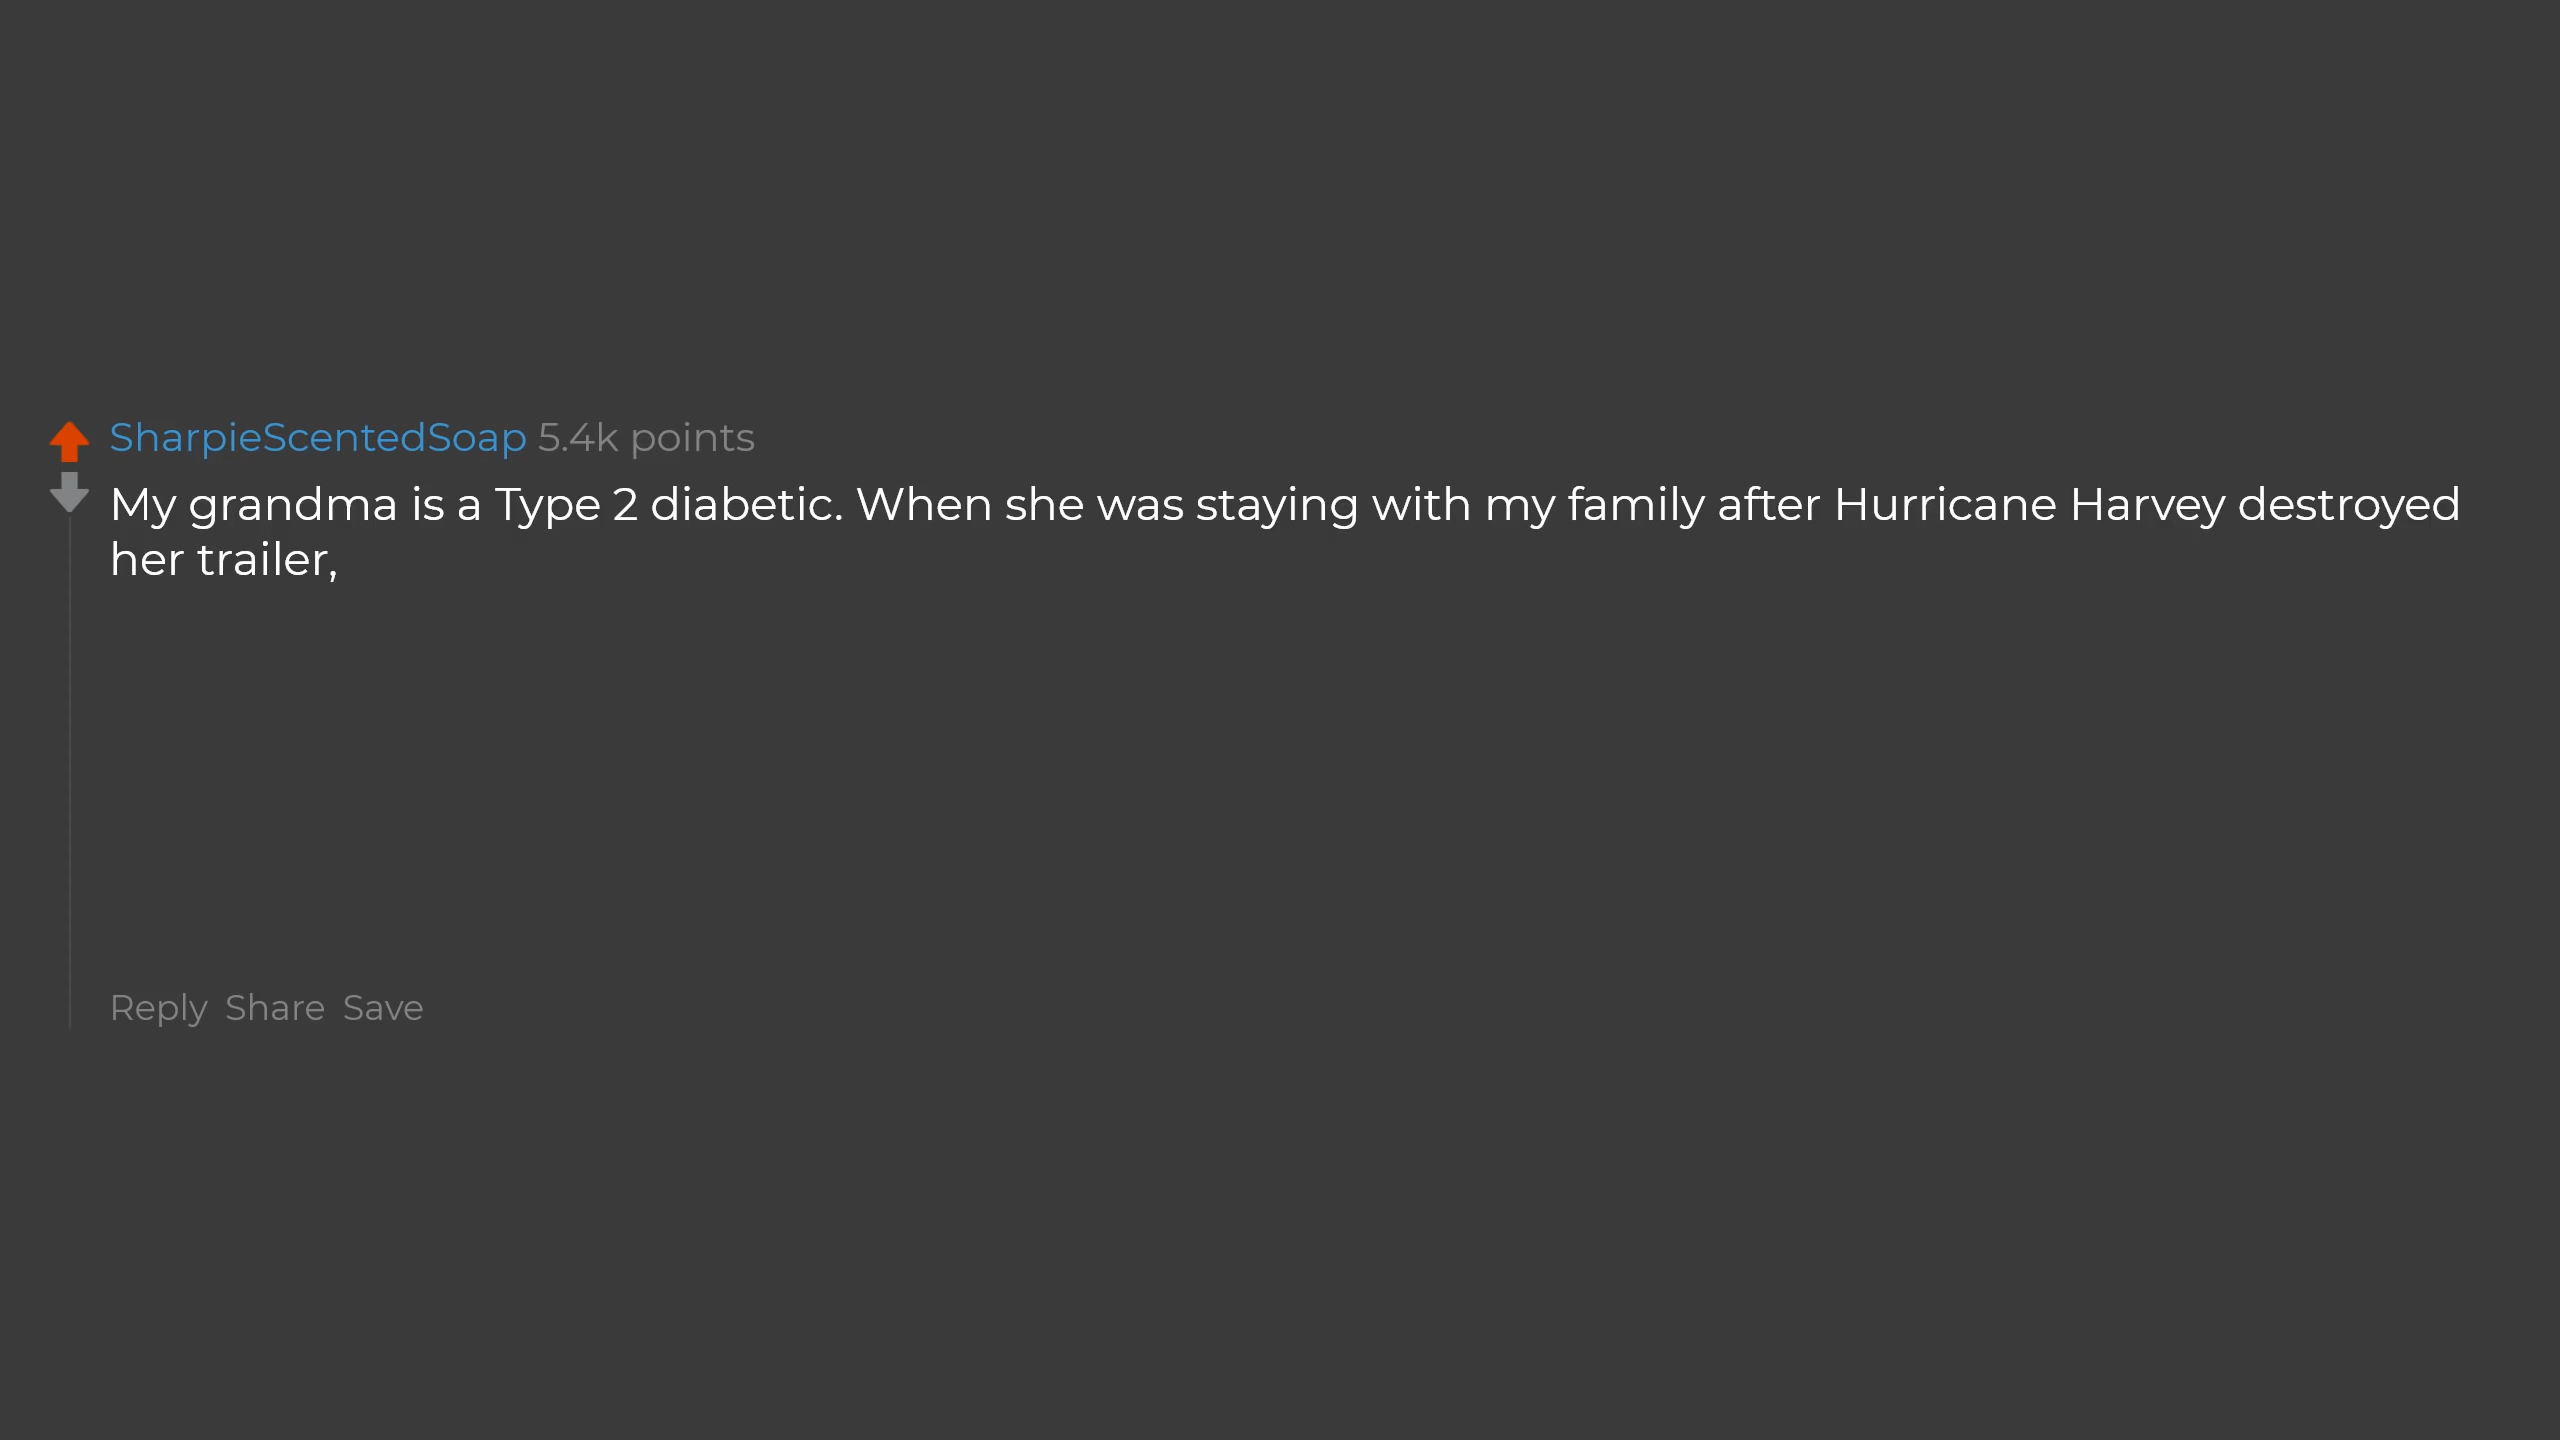 SharpieScentedSoap 5.4k points
My grandma is a Type 2 diabetic. When she was staying with my family after Hurricane Harvey destroyed
her trailer,
Reply Share Save